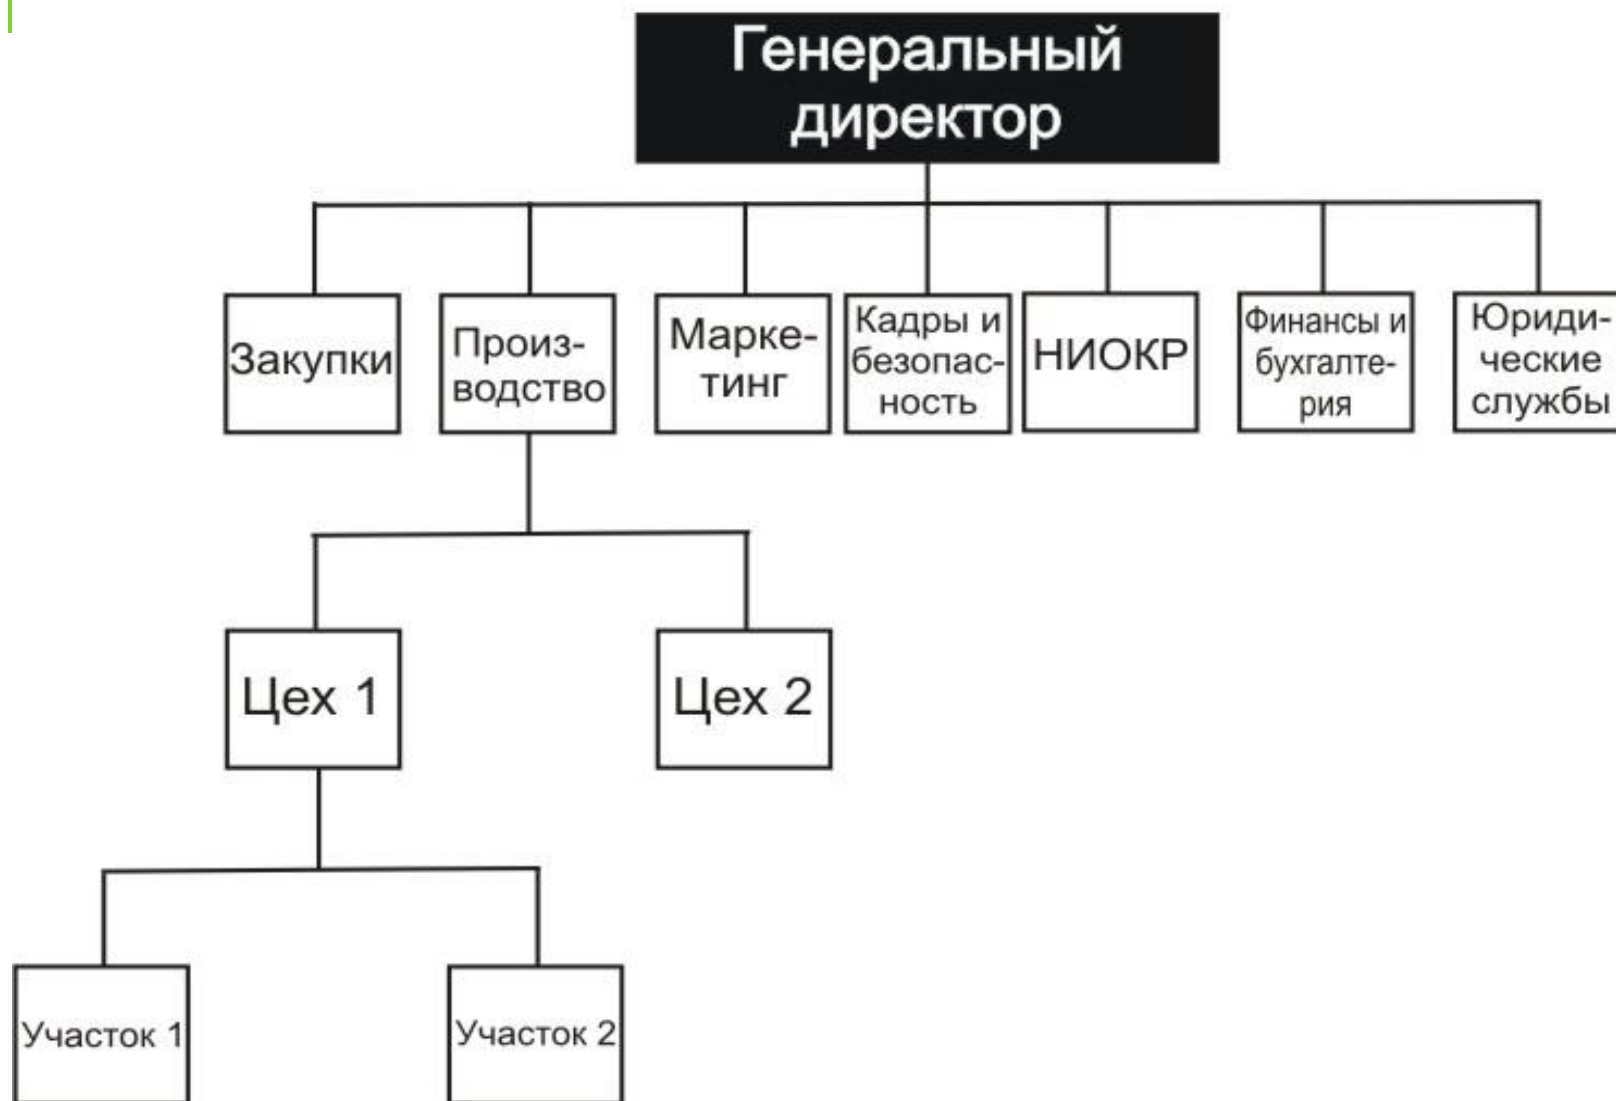 Генеральный
директор
Закупки
Произ-
водство
Марке-
тинг
Кадры и
безопас-
ность
НИОКР
Финансы и
бухгалте-
рия
Юриди-
ческие
службы
Цех 1
Цех 2
Участок 1
Участок 2